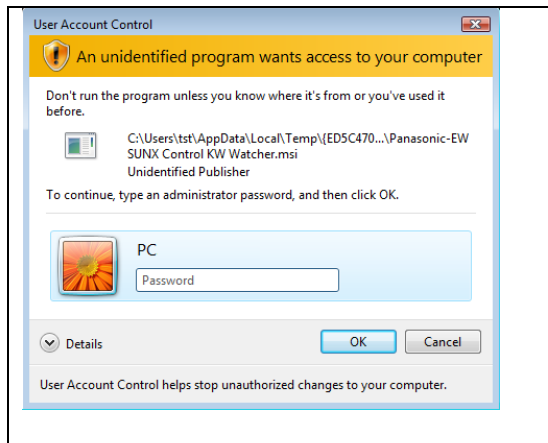 User Account Control
An unidentified program wants access to your computer
Don't run the program unless you know where it's from or you've used it
before.
C:\Users\tst\AppData\Local\Temp\{ED5C470...\Panasonic-EW
SUNX Control KW Watcher.msi
Unidentified Publisher
To continue, type an administrator password, and then click OK.
PC
Password
Details
OK
Cancel
User Account Control helps stop unauthorized changes to your computer.